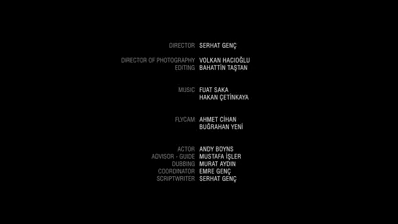 DIRECTOR SERHAT GENÇ
DIRECTOR OF PHOTOGRAPHY VOLKAN HACIOĞLU
EDITING BAHATTİN TAŞTAN
MUSIC FUAT SAKA
HAKAN ÇETİNKAYA
FLYCAM AHMET CİHAN
BUĞRAHAN YENİ
ACTOR ANDY BOYNS
ADVISOR - GUIDE MUSTAFA İŞLER
DUBBING MURAT AYDIN
COORDINATOR EMRE GENÇ
SCRIPTWRITER SERHAT GENÇ